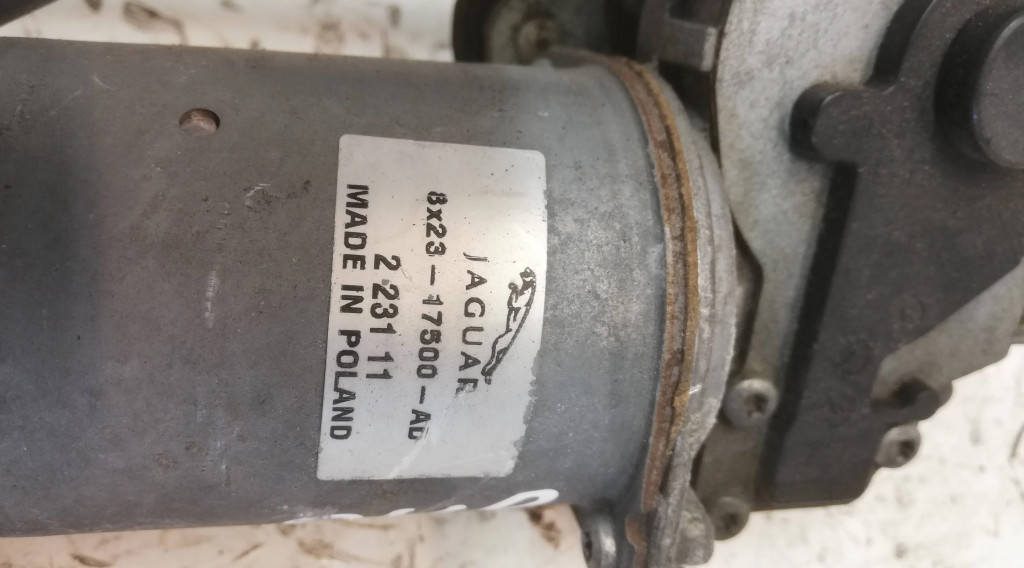 JAGUAR
8x23-17500-AD
2 231 11
MADE IN POLAND